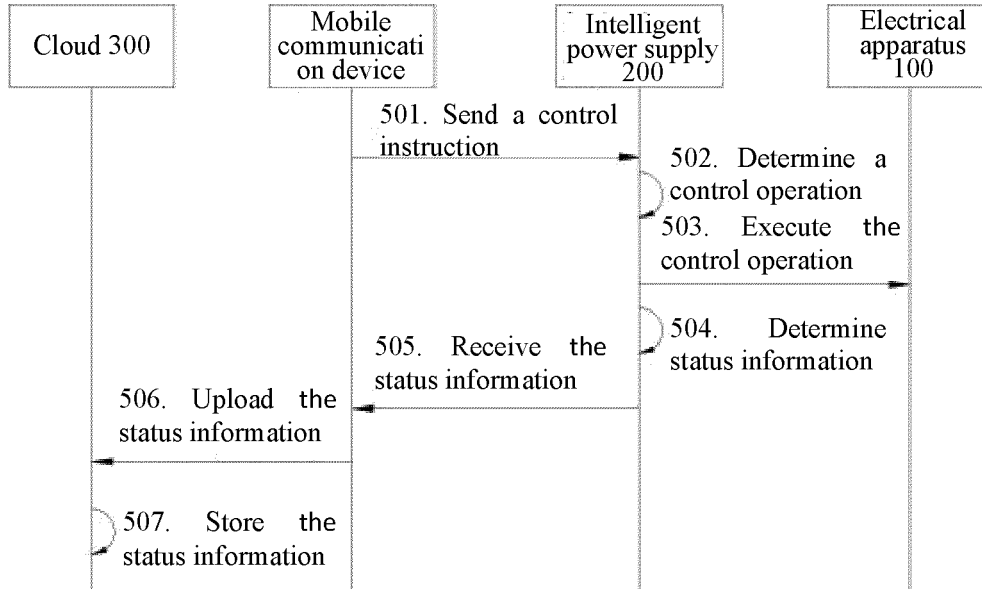 Cloud 300
Mobile
communicati
on device
Intelligent
power supply
200
Electrical
apparatus
100
501. Send a control
instruction
502. Determine a
control operation
503. Execute the
control operation
504. Determine
status information
505. Receive the
status information
506. Upload the
status information
507. Store the
status information